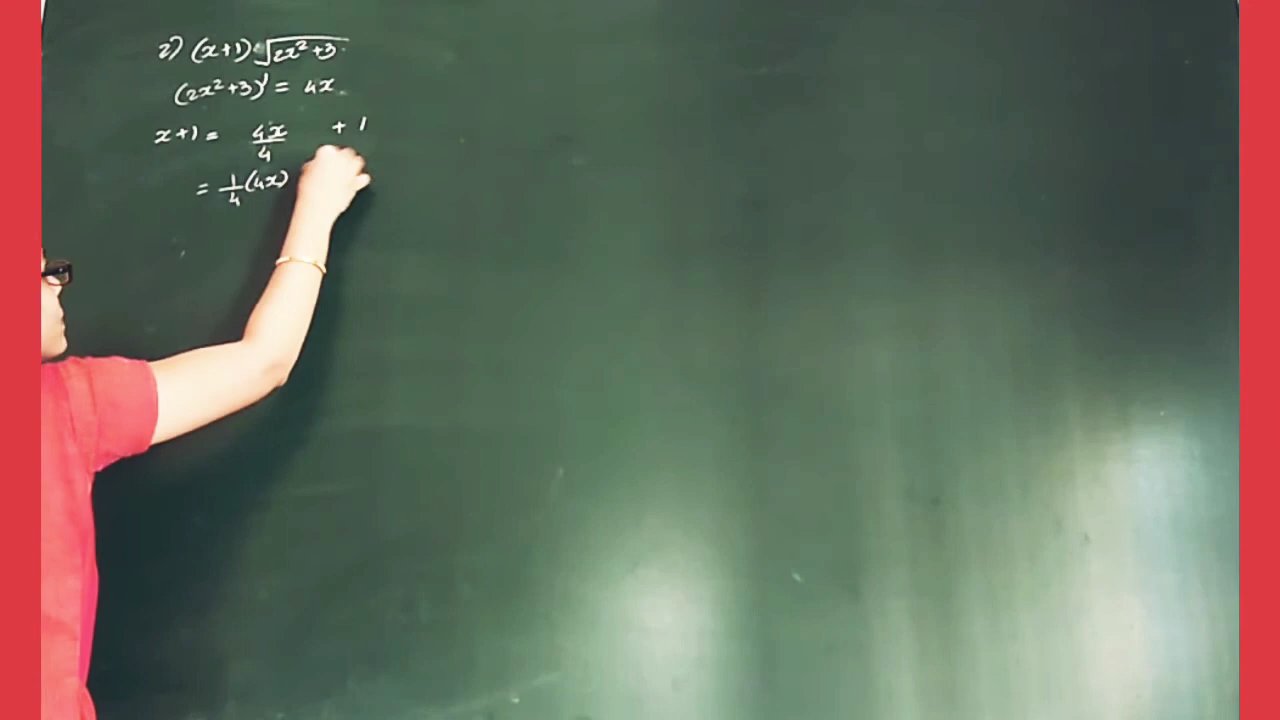 2) (x+1) √(2x²+3)
(2x²+3)' = 4x
x+1 = 4x/4 + 1
= 1/4 (4x)